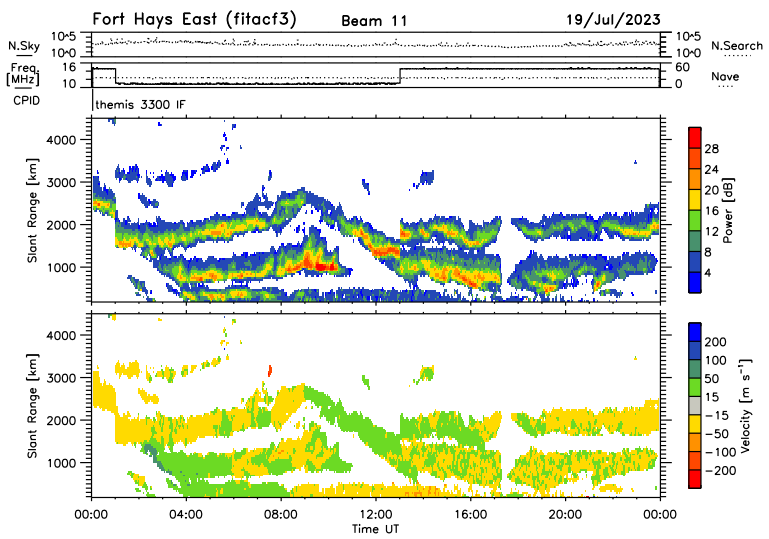 Fort Hays East (fitacf3) Beam 11 19/Jul/2023
N.Sky 10^5 10^0 10^5 10^0 N.Search
Freq. [MHz] 16 10 60 0 Nave
CPID themis 3300 IF
Slant Range [km] 4000 3000 2000 1000
Power [dB] 28 24 20 16 12 8 4
Slant Range [km] 4000 3000 2000 1000
Velocity [m s⁻¹] 200 100 50 15 −15 −50 −100 −200
00:00 04:00 08:00 12:00 16:00 20:00 00:00
Time UT